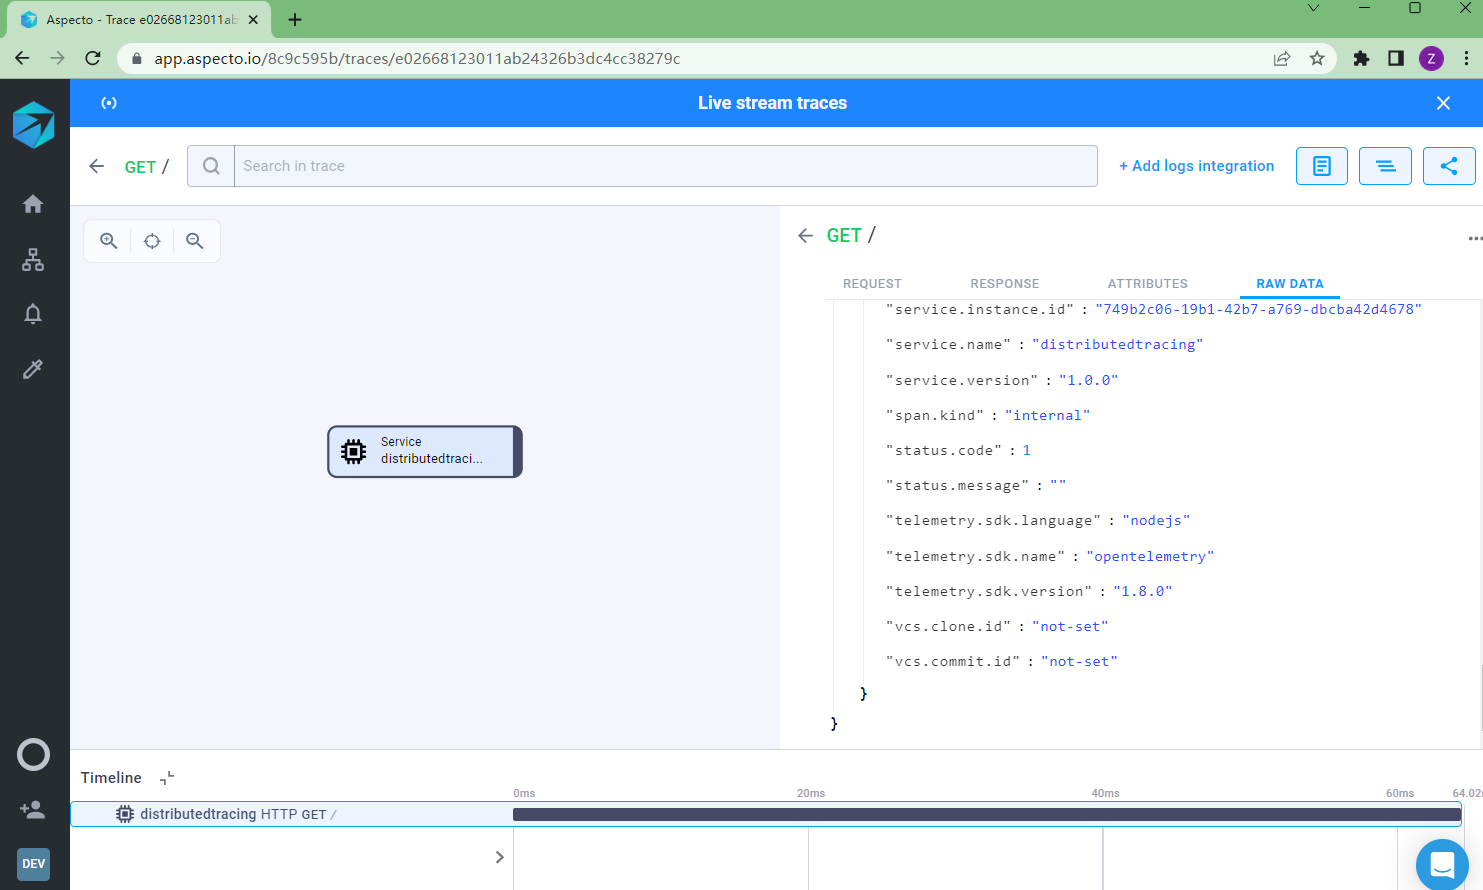 Aspecto - Trace e02668123011ab
app.aspecto.io/8c9c595b/traces/e02668123011ab24326b3dc4cc38279c
Z
Live stream traces
GET /
Search in trace
+ Add logs integration
GET /
REQUEST
RESPONSE
ATTRIBUTES
RAW DATA
"service.instance.id" : "749b2c06-19b1-42b7-a769-dbcba42d4678"
"service.name" : "distributedtracing"
"service.version" : "1.0.0"
"span.kind" : "internal"
"status.code" : 1
"status.message" : ""
"telemetry.sdk.language" : "nodejs"
"telemetry.sdk.name" : "opentelemetry"
"telemetry.sdk.version" : "1.8.0"
"vcs.clone.id" : "not-set"
"vcs.commit.id" : "not-set"
}
}
Service
distributedtraci...
Timeline
0ms
20ms
40ms
60ms
64.02
distributedtracing HTTP GET /
DEV